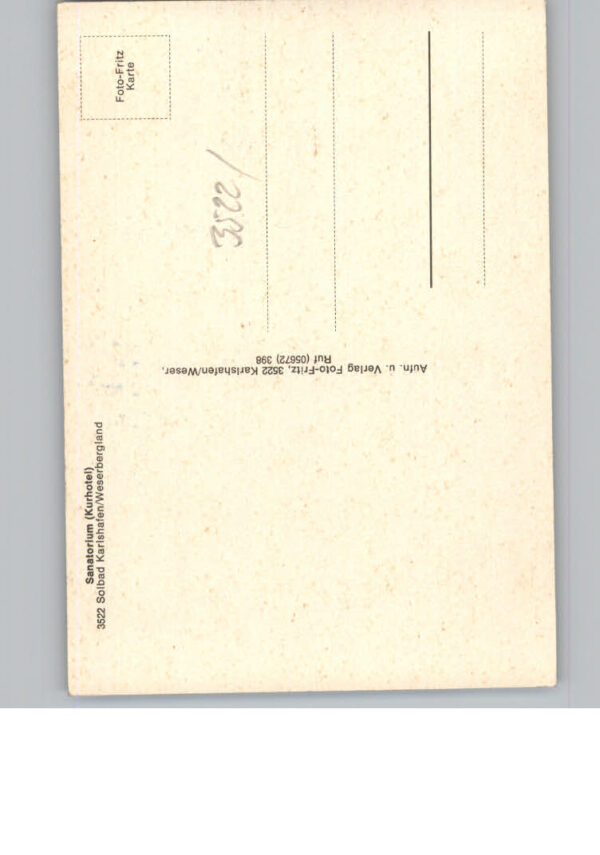 Sanatorium (Kurhotel)
3522 Solbad Karlshafen/Weserbergland
Aufn. u. Verlag Foto-Fritz, 3522 Karlshafen/Weser,
Ruf (05672) 398
Foto-Fritz
Karte
3522/